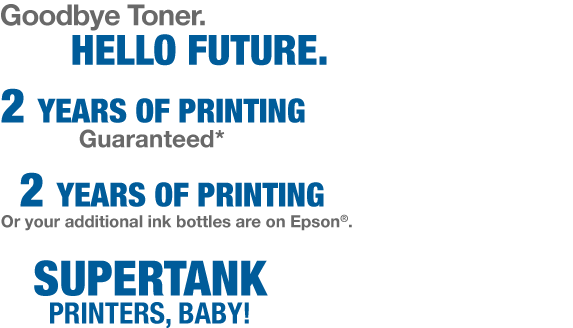 Goodbye Toner.
HELLO FUTURE.
2 YEARS OF PRINTING
Guaranteed*
2 YEARS OF PRINTING
Or your additional ink bottles are on Epson®.
SUPERTANK
PRINTERS, BABY!